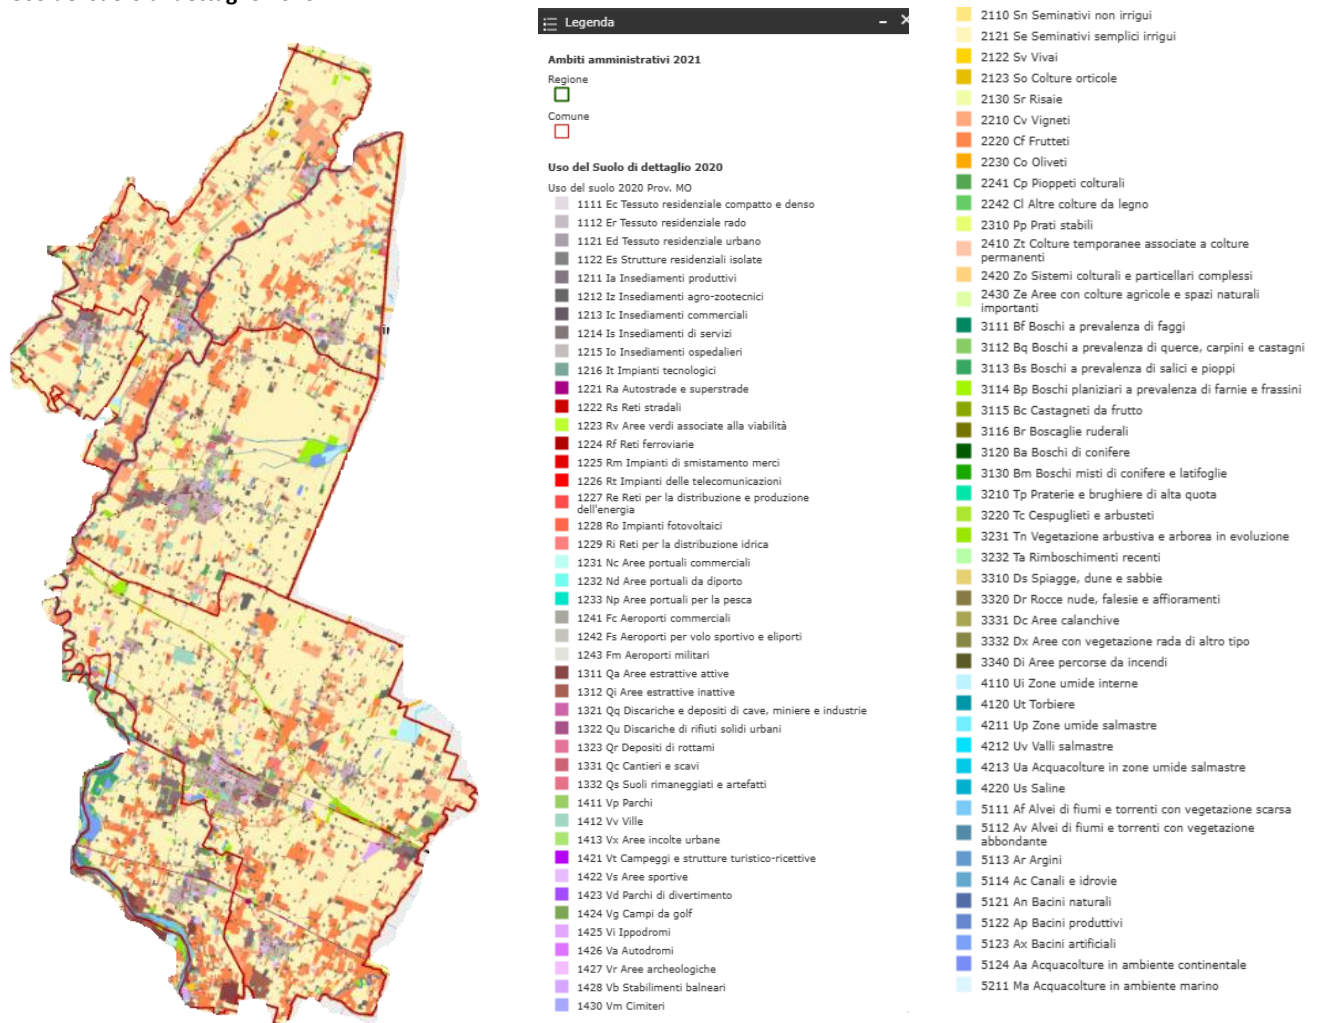 Legenda
Ambiti amministrativi 2021
Regione
Comune
Uso del Suolo di dettaglio 2020
Uso del suolo 2020 Prov. MO
1111 Ec Tessuto residenziale compatto e denso
1112 Er Tessuto residenziale rado
1121 Ed Tessuto residenziale urbano
1122 Es Strutture residenziali isolate
1211 Ia Insediamenti produttivi
1212 Iz Insediamenti agro-zootecnici
1213 Ic Insediamenti commerciali
1214 Is Insediamenti di servizi
1215 Io Insediamenti ospedalieri
1216 It Impianti tecnologici
1221 Ra Autostrade e superstrade
1222 Rs Reti stradali
1223 Rv Aree verdi associate alla viabilità
1224 Rf Reti ferroviarie
1225 Rm Impianti di smistamento merci
1226 Rt Impianti delle telecomunicazioni
1227 Re Reti per la distribuzione e produzione
dell'energia
1228 Ro Impianti fotovoltaici
1229 Ri Reti per la distribuzione idrica
1231 Nc Aree portuali commerciali
1232 Nd Aree portuali da diporto
1233 Np Aree portuali per la pesca
1241 Fc Aeroporti commerciali
1242 Fs Aeroporti per volo sportivo e eliporti
1243 Fm Aeroporti militari
1311 Qa Aree estrattive attive
1312 Qi Aree estrattive inattive
1321 Qq Discariche e depositi di cave, miniere e industrie
1322 Qu Discariche di rifiuti solidi urbani
1323 Qr Depositi di rottami
1331 Qc Cantieri e scavi
1332 Qs Suoli rimaneggiati e artefatti
1411 Vp Parchi
1412 Vv Ville
1413 Vx Aree incolte urbane
1421 Vt Campeggi e strutture turistico-ricettive
1422 Vs Aree sportive
1423 Vd Parchi di divertimento
1424 Vg Campi da golf
1425 Vi Ippodromi
1426 Va Autodromi
1427 Vr Aree archeologiche
1428 Vb Stabilimenti balneari
1430 Vm Cimiteri
2110 Sn Seminativi non irrigui
2121 Se Seminativi semplici irrigui
2122 Sv Vivai
2123 So Colture orticole
2130 Sr Risaie
2210 Cv Vigneti
2220 Cf Frutteti
2230 Co Oliveti
2241 Cp Pioppeti colturali
2242 Cl Altre colture da legno
2310 Pp Prati stabili
2410 Zt Colture temporanee associate a colture
permanenti
2420 Zo Sistemi colturali e particellari complessi
2430 Ze Aree con colture agricole e spazi naturali
importanti
3111 Bf Boschi a prevalenza di faggi
3112 Bq Boschi a prevalenza di querce, carpini e castagni
3113 Bs Boschi a prevalenza di salici e pioppi
3114 Bp Boschi planiziari a prevalenza di farnie e frassini
3115 Bc Castagneti da frutto
3116 Br Boscaglie ruderali
3120 Ba Boschi di conifere
3130 Bm Boschi misti di conifere e latifoglie
3210 Tp Praterie e brughiere di alta quota
3220 Tc Cespuglieti e arbusteti
3231 Tn Vegetazione arbustiva e arborea in evoluzione
3232 Ta Rimboschimenti recenti
3310 Ds Spiagge, dune e sabbie
3320 Dr Rocce nude, falesie e affioramenti
3331 Dc Aree calanchive
3332 Dx Aree con vegetazione rada di altro tipo
3340 Di Aree percorse da incendi
4110 Ui Zone umide interne
4120 Ut Torbiere
4211 Up Zone umide salmastre
4212 Uv Valli salmastre
4213 Ua Acquacolture in zone umide salmastre
4220 Us Saline
5111 Af Alvei di fiumi e torrenti con vegetazione scarsa
5112 Av Alvei di fiumi e torrenti con vegetazione
abbondante
5113 Ar Argini
5114 Ac Canali e idrovie
5121 An Bacini naturali
5122 Ap Bacini produttivi
5123 Ax Bacini artificiali
5124 Aa Acquacolture in ambiente continentale
5211 Ma Acquacolture in ambiente marino